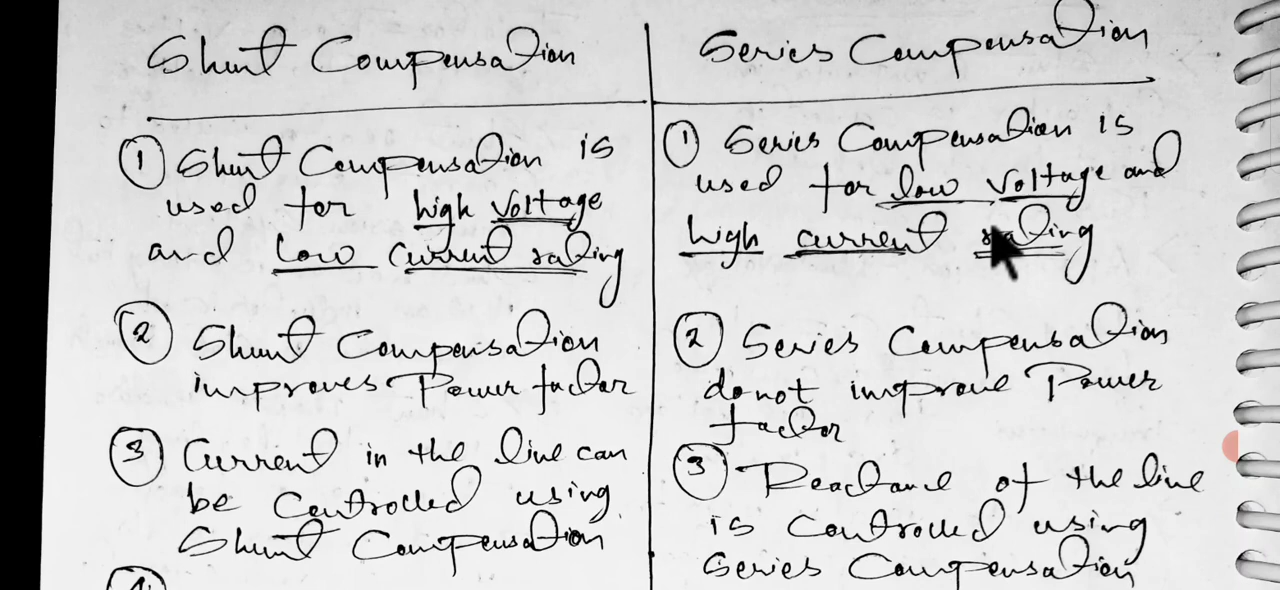 Shunt Compensation
① Shunt Compensation is
used for high voltage
and low current rating
② Shunt Compensation
improves Power factor
③ Current in the line can
be Controlled using
Shunt Compensation
④
Series Compensation
① Series Compensation is
used for low voltage and
high current rating
② Series Compensation
do not improve Power
factor
③ Reactance of the line
is Controlled using
Series Compensation